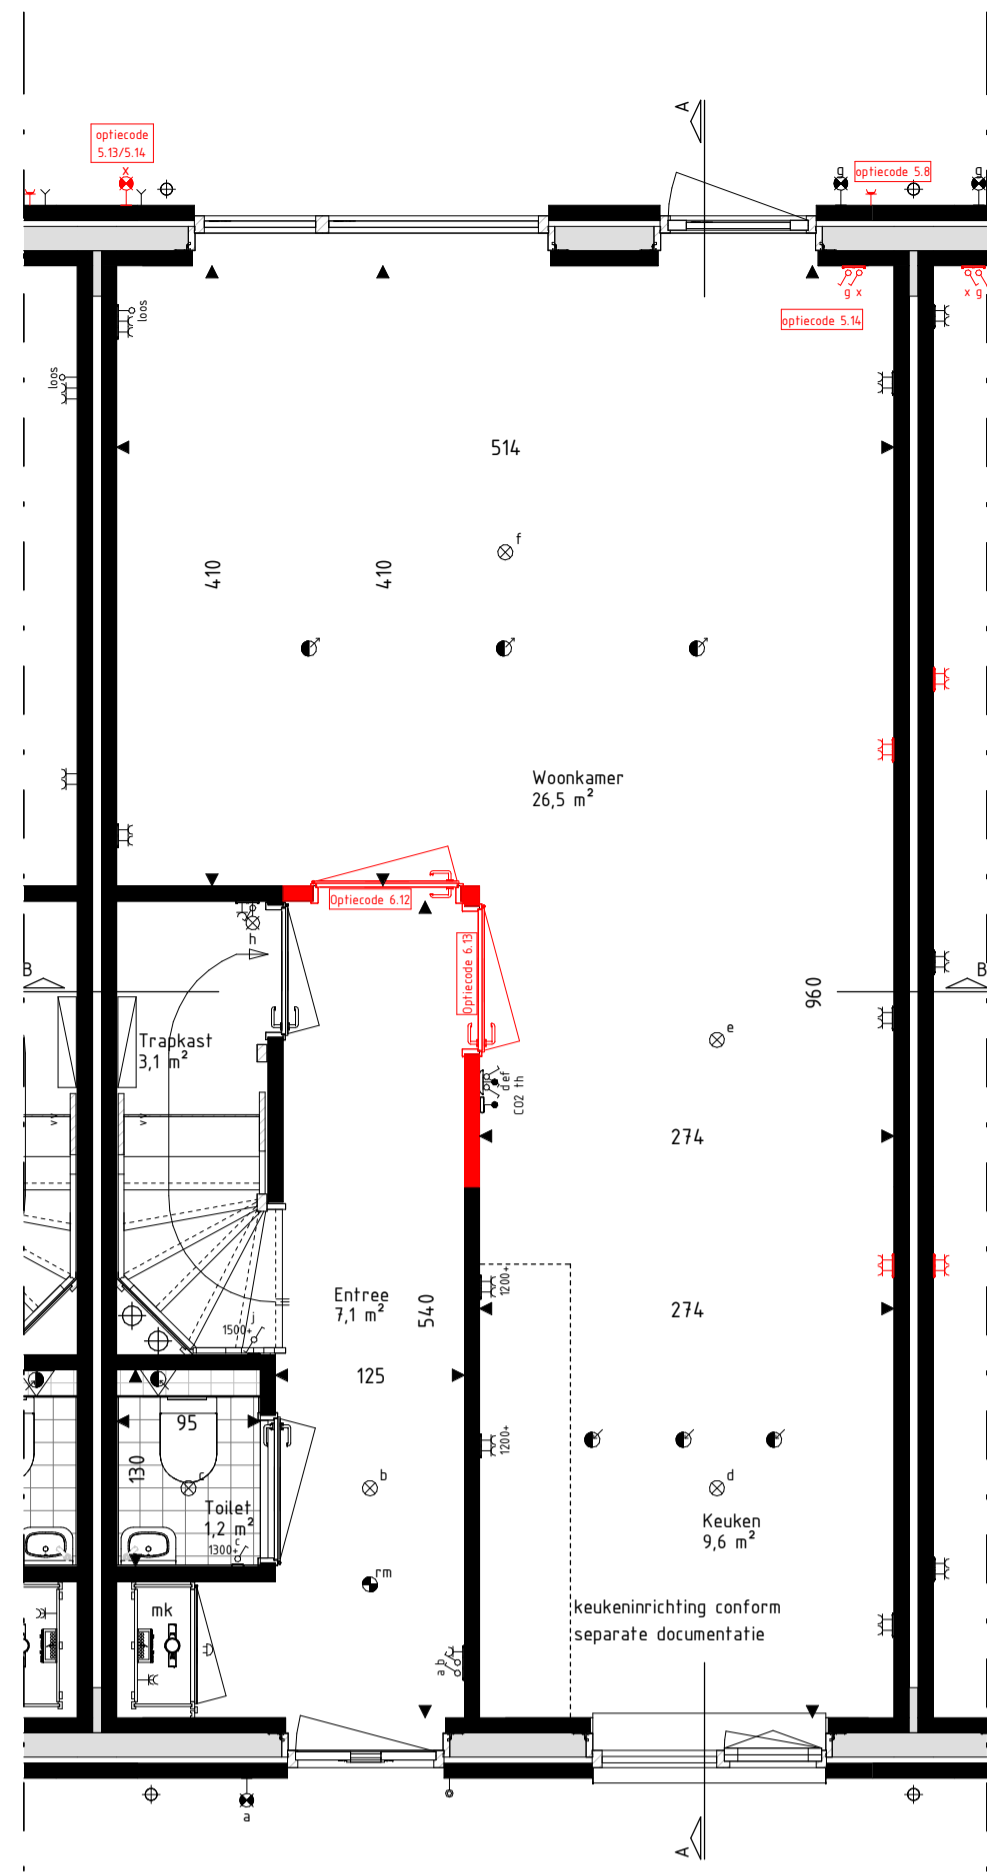 A
optiecode
5.13/5.14
x
g
optiecode 5.8
g
g x
x g
optiecode 5.14
loos
loos
514
f
410
410
Woonkamer
26,5 m²
Optiecode 6.12
Optiecode 6.13
h
B
B
960
e
Trapkast
3,1 m²
def
CO2 th
vv
vv
274
Entree
7,1 m²
540
1200+
274
j
1500+
125
95
130
1200+
c
b
d
Toilet
1,2 m²
c
1300+
Keuken
9,6 m²
rm
mk
keukeninrichting conform
separate documentatie
a b
a
A